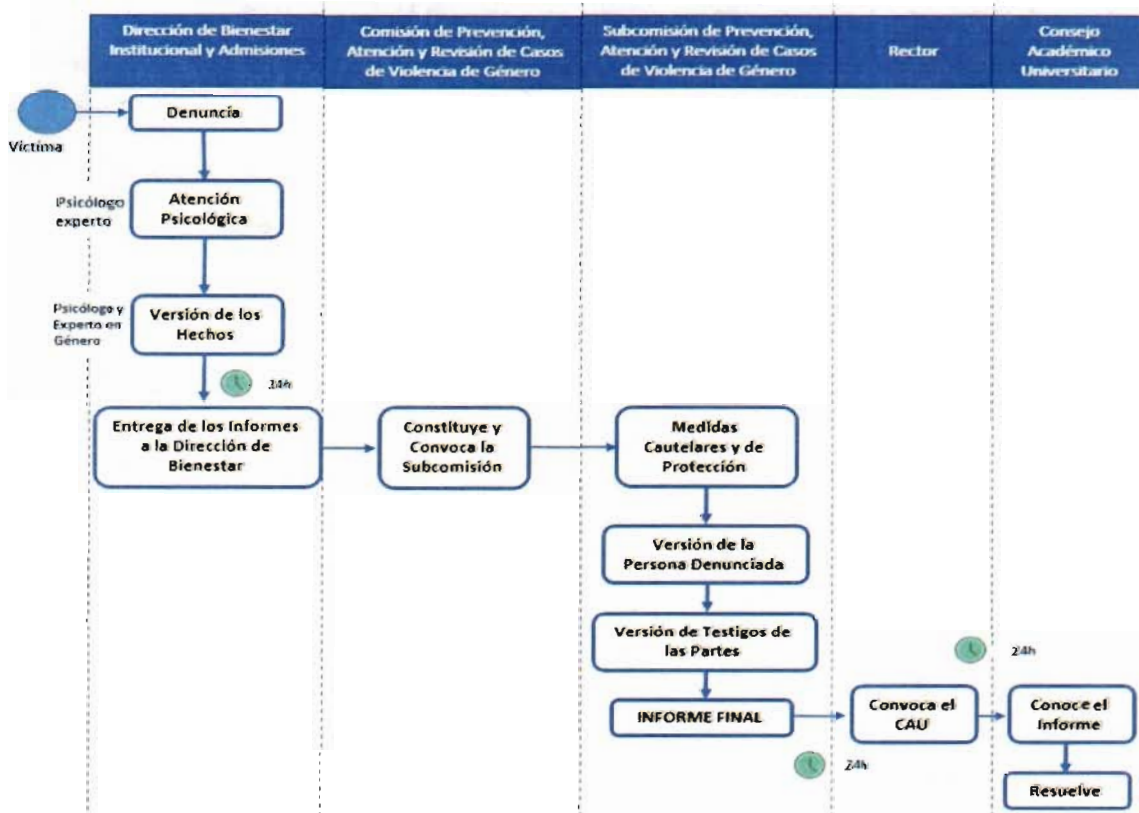 Dirección de Bienestar
Institucional y Admisiones
Comisión de Prevención,
Atención y Revisión de Casos
de Violencia de Género
Subcomisión de Prevención,
Atención y Revisión de Casos
de Violencia de Género
Rector
Consejo
Académico
Universitario
Víctima
Denuncia
Psicólogo
experto
Atención
Psicológica
Psicólogo y
Experto en
Género
Versión de los
Hechos
24h
Entrega de los Informes
a la Dirección de
Bienestar
Constituye y
Convoca la
Subcomisión
Medidas
Cautelares y de
Protección
Versión de la
Persona Denunciada
Versión de Testigos de
las Partes
INFORME FINAL
24h
Convoca el
CAU
24h
Conoce el
Informe
Resuelve